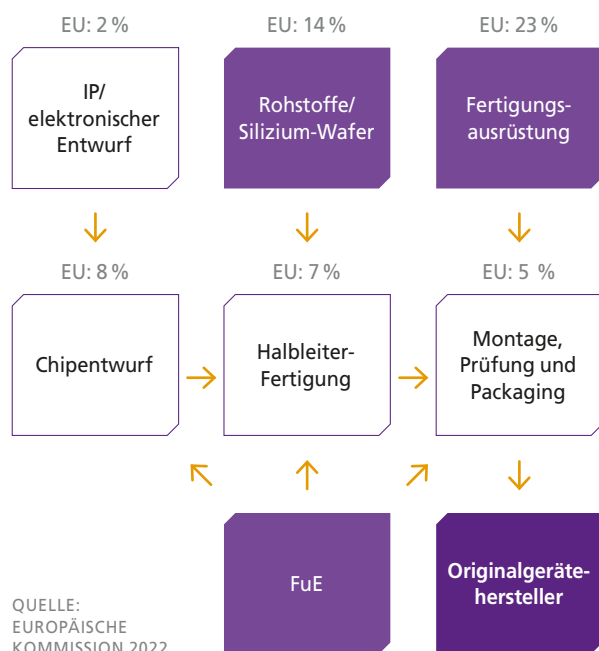 EU: 2 %
EU: 14 %
EU: 23 %
IP/
elektronischer
Entwurf
Rohstoffe/
Silizium-Wafer
Fertigungs-
ausrüstung
EU: 8 %
EU: 7 %
EU: 5 %
Chipentwurf
Halbleiter-
Fertigung
Montage,
Prüfung und
Packaging
FuE
Originalgeräte-
hersteller
QUELLE:
EUROPÄISCHE
KOMMISSION 2022